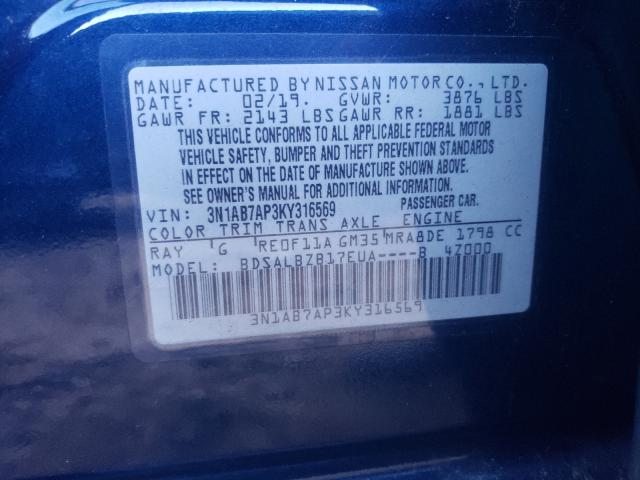 MANUFACTURED BY NISSAN MOTOR CO., LTD.
DATE: 02/19. GVWR: 3876 LBS
GAWR FR: 2143 LBS GAWR RR: 1881 LBS
THIS VEHICLE CONFORMS TO ALL APPLICABLE FEDERAL MOTOR
VEHICLE SAFETY, BUMPER AND THEFT PREVENTION STANDARDS
IN EFFECT ON THE DATE OF MANUFACTURE SHOWN ABOVE.
SEE OWNER'S MANUAL FOR ADDITIONAL INFORMATION.
VIN: 3N1AB7AP3KY316569 PASSENGER CAR.
COLOR TRIM TRANS AXLE ENGINE
RAY G RE0F11A GM35 MRA8DE 1798 CC
MODEL: BDSALBZB17EUA----B 4Z000
3N1AB7AP3KY316569